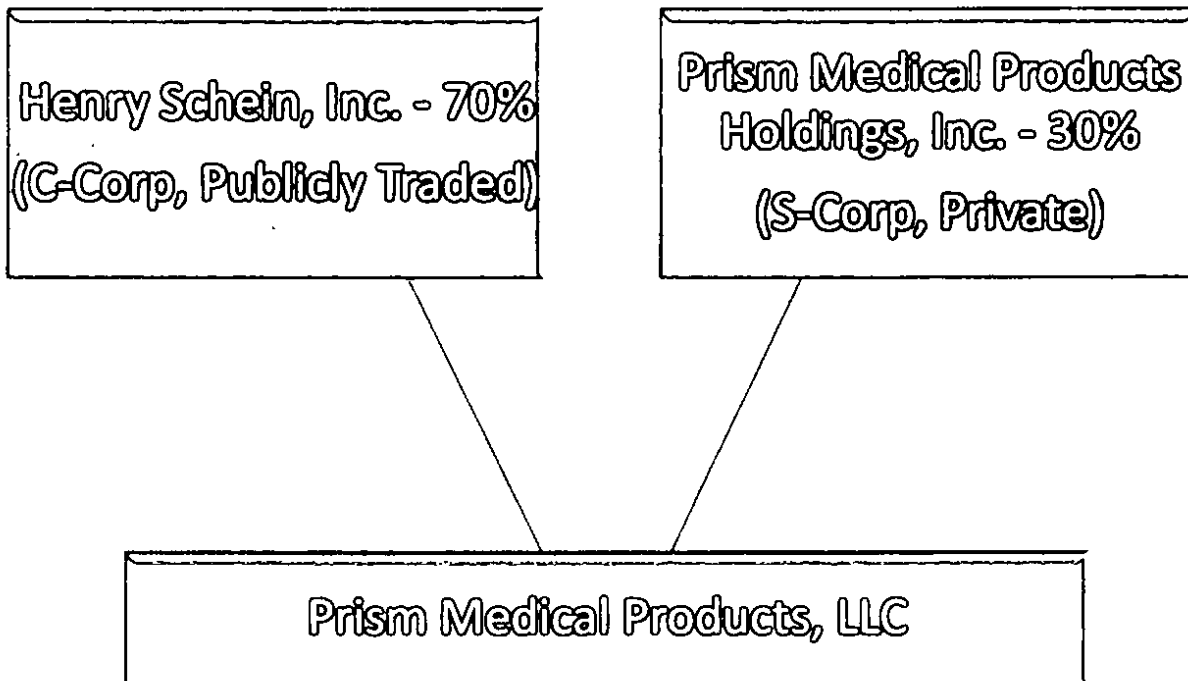 Henry Schein, Inc. - 70%
(C-Corp, Publicly Traded)
Prism Medical Products
Holdings, Inc. - 30%
(S-Corp, Private)
Prism Medical Products, LLC